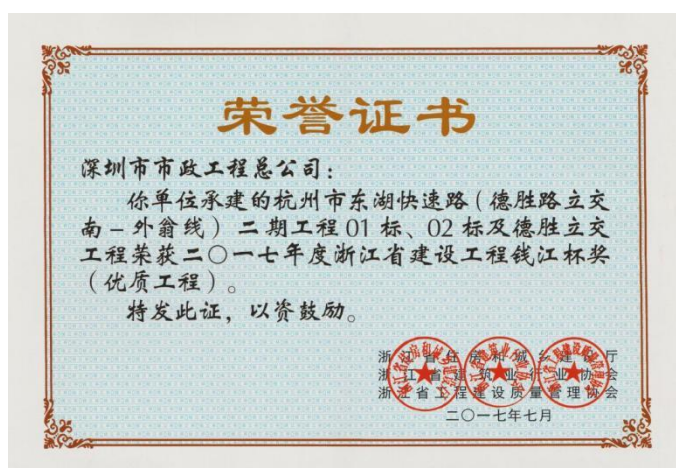 荣誉证书
深圳市市政工程总公司：
你单位承建的杭州市东湖快速路（德胜路立交
南－外翁线）二期工程01标、02标及德胜立交
工程荣获二〇一七年度浙江省建设工程钱江杯奖
（优质工程）。
特发此证，以资鼓励。
浙江省住房和城乡建设厅
浙江省建筑业行业协会
浙江省工程建设质量管理协会
二〇一七年七月